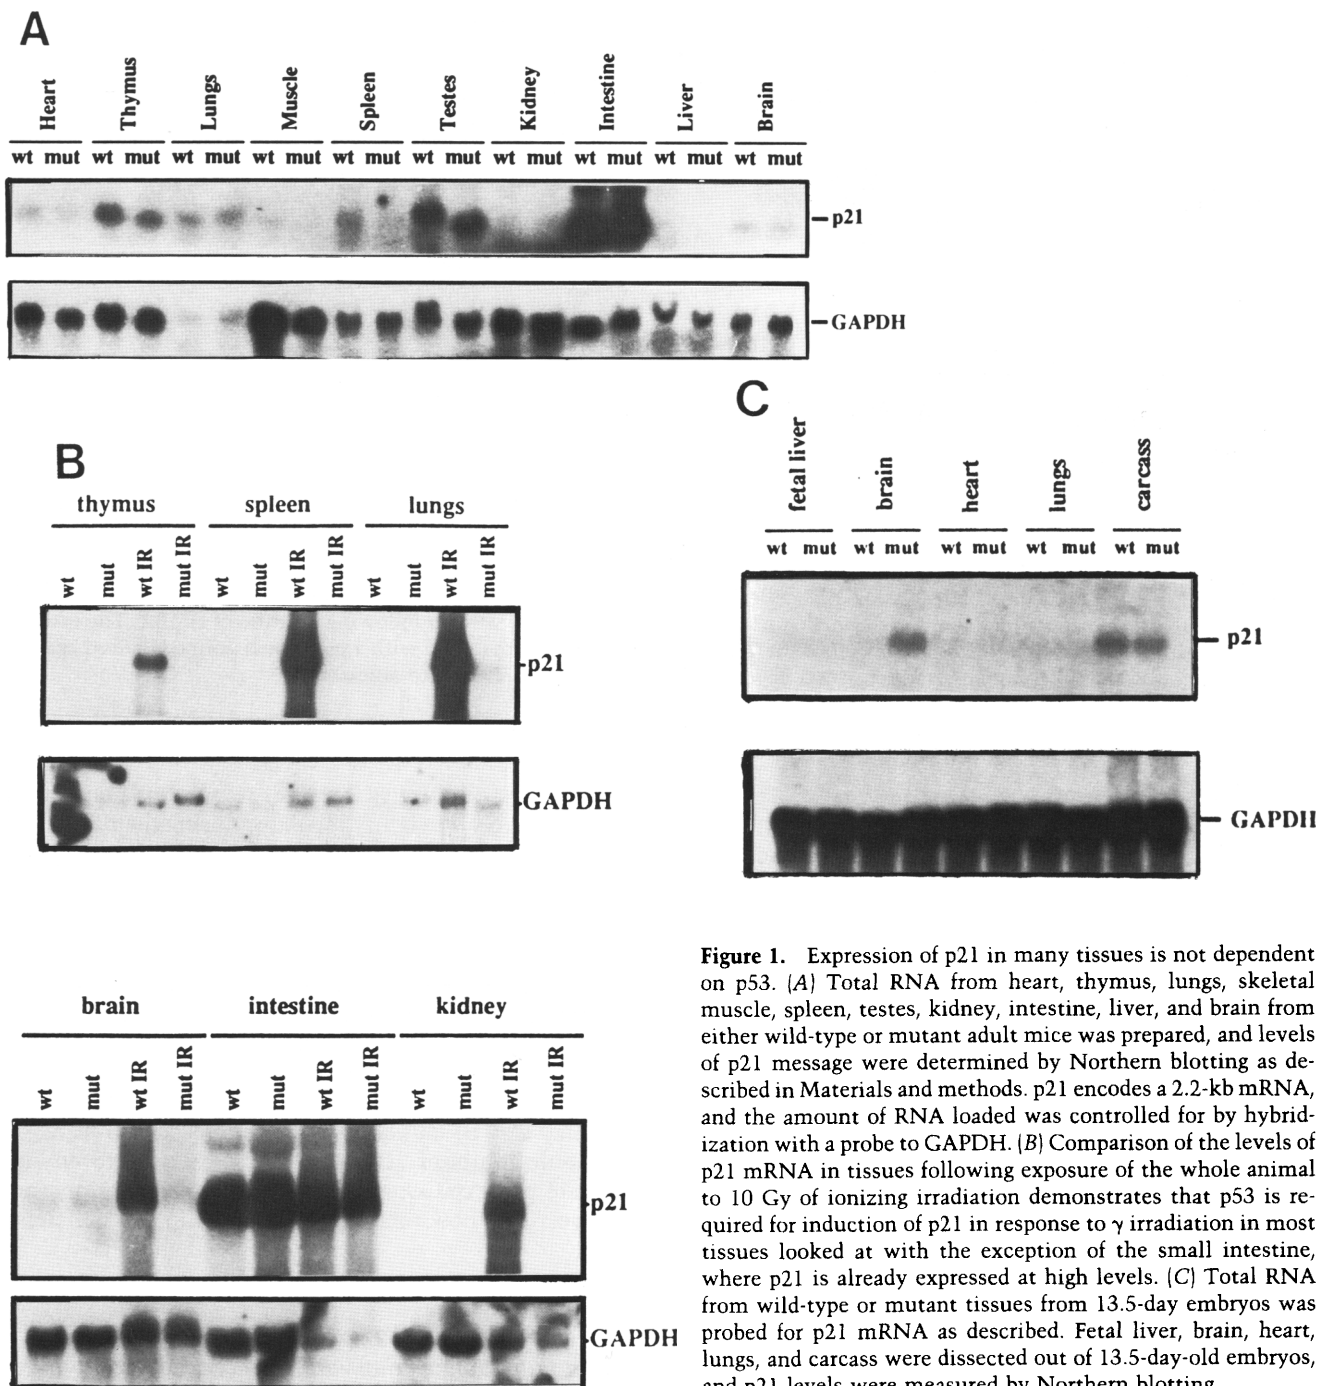 A
Heart Thymus Lungs Muscle Spleen Testes Kidney Intestine Liver Brain
wt mut wt mut wt mut wt mut wt mut wt mut wt mut wt mut wt mut wt mut
p21
GAPDH
B
thymus spleen lungs
wt mut wt IR mut IR wt mut wt IR mut IR wt mut wt IR mut IR
p21
GAPDH
brain intestine kidney
wt mut wt IR mut IR wt mut wt IR mut IR wt mut wt IR mut IR
p21
GAPDH
C
fetal liver brain heart lungs carcass
wt mut wt mut wt mut wt mut wt mut
p21
GAPDH
Figure 1. Expression of p21 in many tissues is not dependent
on p53. (A) Total RNA from heart, thymus, lungs, skeletal
muscle, spleen, testes, kidney, intestine, liver, and brain from
either wild-type or mutant adult mice was prepared, and levels
of p21 message were determined by Northern blotting as de-
scribed in Materials and methods. p21 encodes a 2.2-kb mRNA,
and the amount of RNA loaded was controlled for by hybrid-
ization with a probe to GAPDH. (B) Comparison of the levels of
p21 mRNA in tissues following exposure of the whole animal
to 10 Gy of ionizing irradiation demonstrates that p53 is re-
quired for induction of p21 in response to γ irradiation in most
tissues looked at with the exception of the small intestine,
where p21 is already expressed at high levels. (C) Total RNA
from wild-type or mutant tissues from 13.5-day embryos was
probed for p21 mRNA as described. Fetal liver, brain, heart,
lungs, and carcass were dissected out of 13.5-day-old embryos,
and p21 levels were measured by Northern blotting.